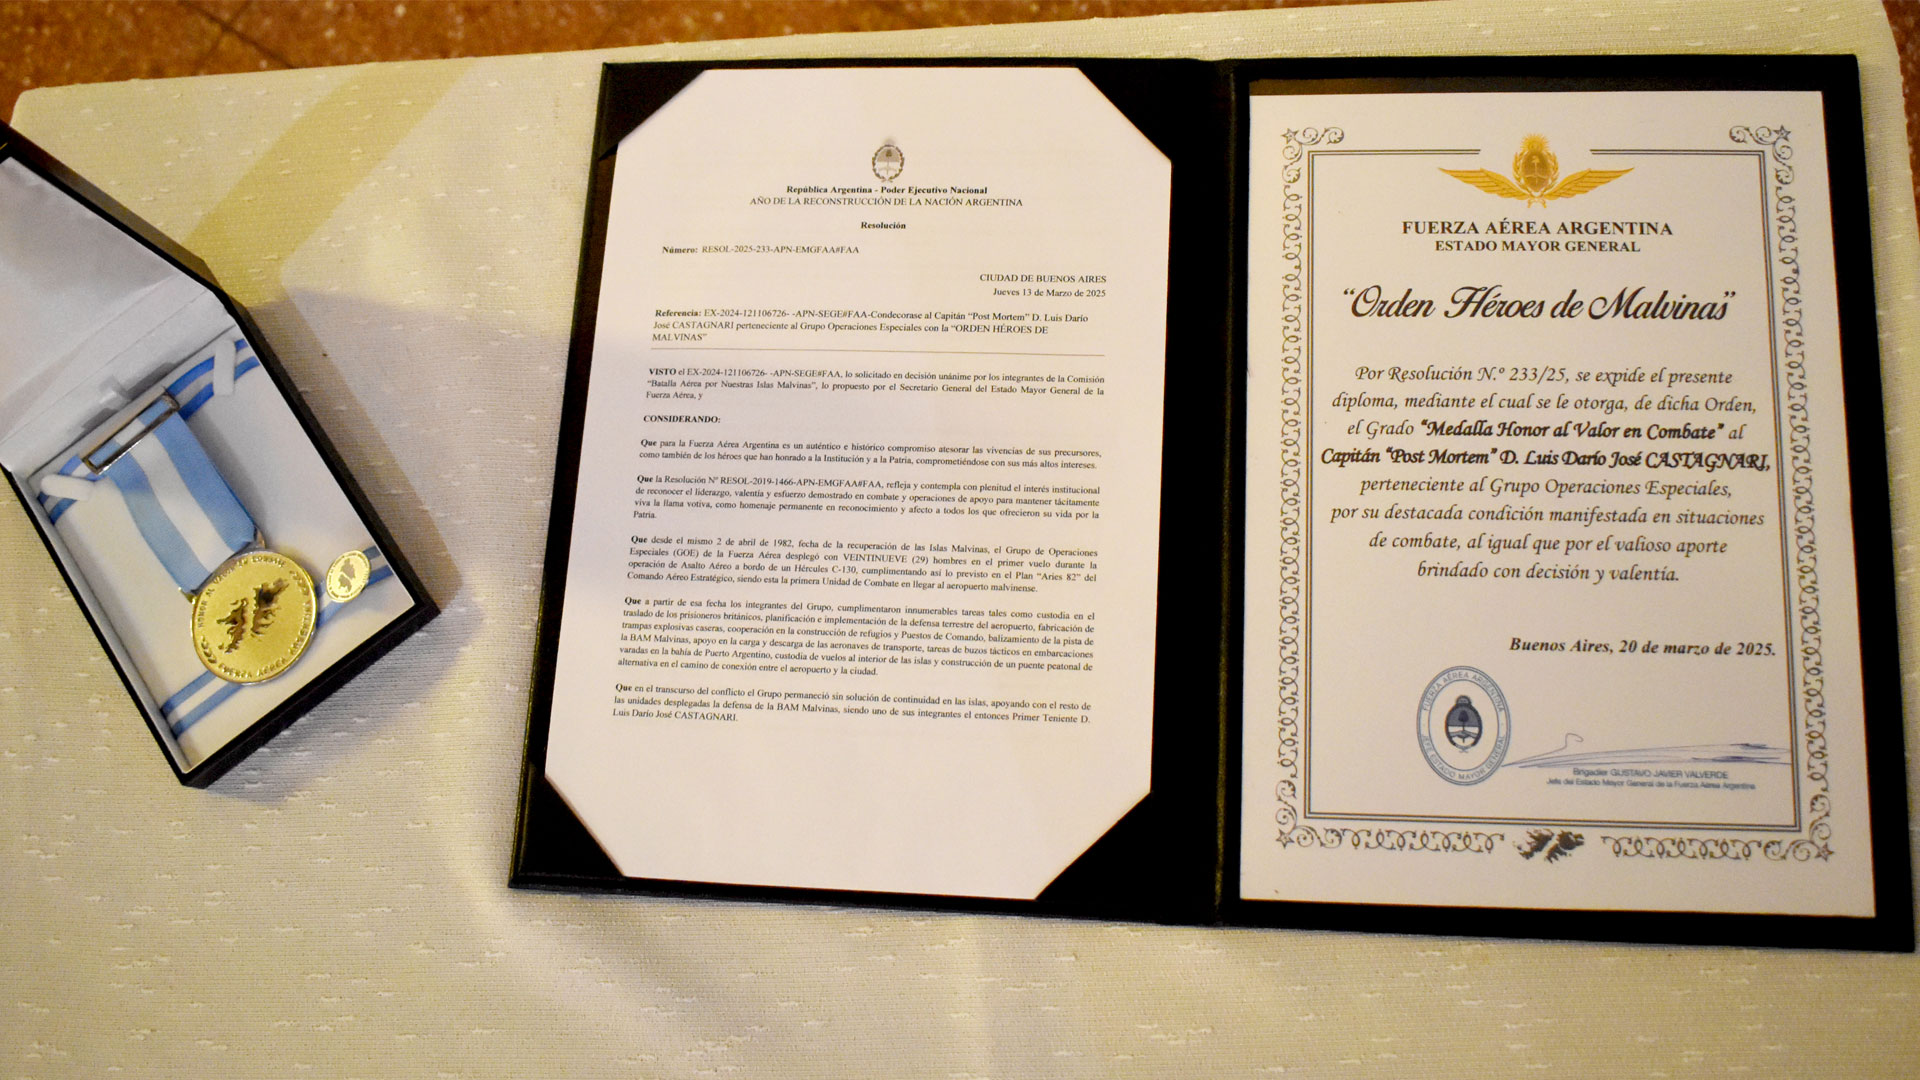 HONOR AL VALOR EN COMBATE
FUERZA AEREA ARGENTINA
República Argentina - Poder Ejecutivo Nacional
AÑO DE LA RECONSTRUCCIÓN DE LA NACIÓN ARGENTINA
Resolución
Número: RESOL-2025-233-APN-EMGFAA#FAA
CIUDAD DE BUENOS AIRES
Jueves 13 de Marzo de 2025
Referencia: EX-2024-121106726- -APN-SEGE#FAA-Condecorase al Capitán “Post Mortem” D. Luis Darío
José CASTAGNARI perteneciente al Grupo Operaciones Especiales con la “ORDEN HÉROES DE
MALVINAS”
VISTO el EX-2024-121106726- -APN-SEGE#FAA, lo solicitado en decisión unánime por los integrantes de la Comisión
“Batalla Aérea por Nuestras Islas Malvinas”, lo propuesto por el Secretario General del Estado Mayor General de la
Fuerza Aérea, y
CONSIDERANDO:
Que para la Fuerza Aérea Argentina es un auténtico e histórico compromiso atesorar las vivencias de sus precursores,
como también de los héroes que han honrado a la Institución y a la Patria, comprometiéndose con sus más altos intereses.
Que la Resolución Nº RESOL-2019-1466-APN-EMGFAA#FAA, refleja y contempla con plenitud el interés institucional
de reconocer el liderazgo, valentía y esfuerzo demostrado en combate y operaciones de apoyo para mantener tácitamente
viva la llama votiva, como homenaje permanente en reconocimiento y afecto a todos los que ofrecieron su vida por la
Patria.
Que desde el mismo 2 de abril de 1982, fecha de la recuperación de las Islas Malvinas, el Grupo de Operaciones
Especiales (GOE) de la Fuerza Aérea desplegó con VEINTINUEVE (29) hombres en el primer vuelo durante la
operación de Asalto Aéreo a bordo de un Hércules C-130, cumplimentando así lo previsto en el Plan “Aries 82” del
Comando Aéreo Estratégico, siendo esta la primera Unidad de Combate en llegar al aeropuerto malvinense.
Que a partir de esa fecha los integrantes del Grupo, cumplimentaron innumerables tareas tales como custodia en el
traslado de los prisioneros británicos, planificación e implementación de la defensa terrestre del aeropuerto, fabricación de
trampas explosivas caseras, cooperación en la construcción de refugios y Puestos de Comando, balizamiento de la pista de
la BAM Malvinas, apoyo en la carga y descarga de las aeronaves de transporte, tareas de buzos tácticos en embarcaciones
varadas en la bahía de Puerto Argentino, custodia de vuelos al interior de las islas y construcción de un puente peatonal de
alternativa en el camino de conexión entre el aeropuerto y la ciudad.
Que en el transcurso del conflicto el Grupo permaneció sin solución de continuidad en las islas, apoyando con el resto de
las unidades desplegadas la defensa de la BAM Malvinas, siendo uno de sus integrantes el entonces Primer Teniente D.
Luis Darío José CASTAGNARI.
FUERZA AÉREA ARGENTINA
ESTADO MAYOR GENERAL
“Orden Héroes de Malvinas”
Por Resolución N.º 233/25, se expide el presente
diploma, mediante el cual se le otorga, de dicha Orden,
el Grado “Medalla Honor al Valor en Combate” al
Capitán “Post Mortem” D. Luis Darío José CASTAGNARI,
perteneciente al Grupo Operaciones Especiales,
por su destacada condición manifestada en situaciones
de combate, al igual que por el valioso aporte
brindado con decisión y valentía.
Buenos Aires, 20 de marzo de 2025.
FUERZA AÉREA ARGENTINA
JEFE ESTADO MAYOR GENERAL
Brigadier GUSTAVO JAVIER VALVERDE
Jefe del Estado Mayor General de la Fuerza Aérea Argentina